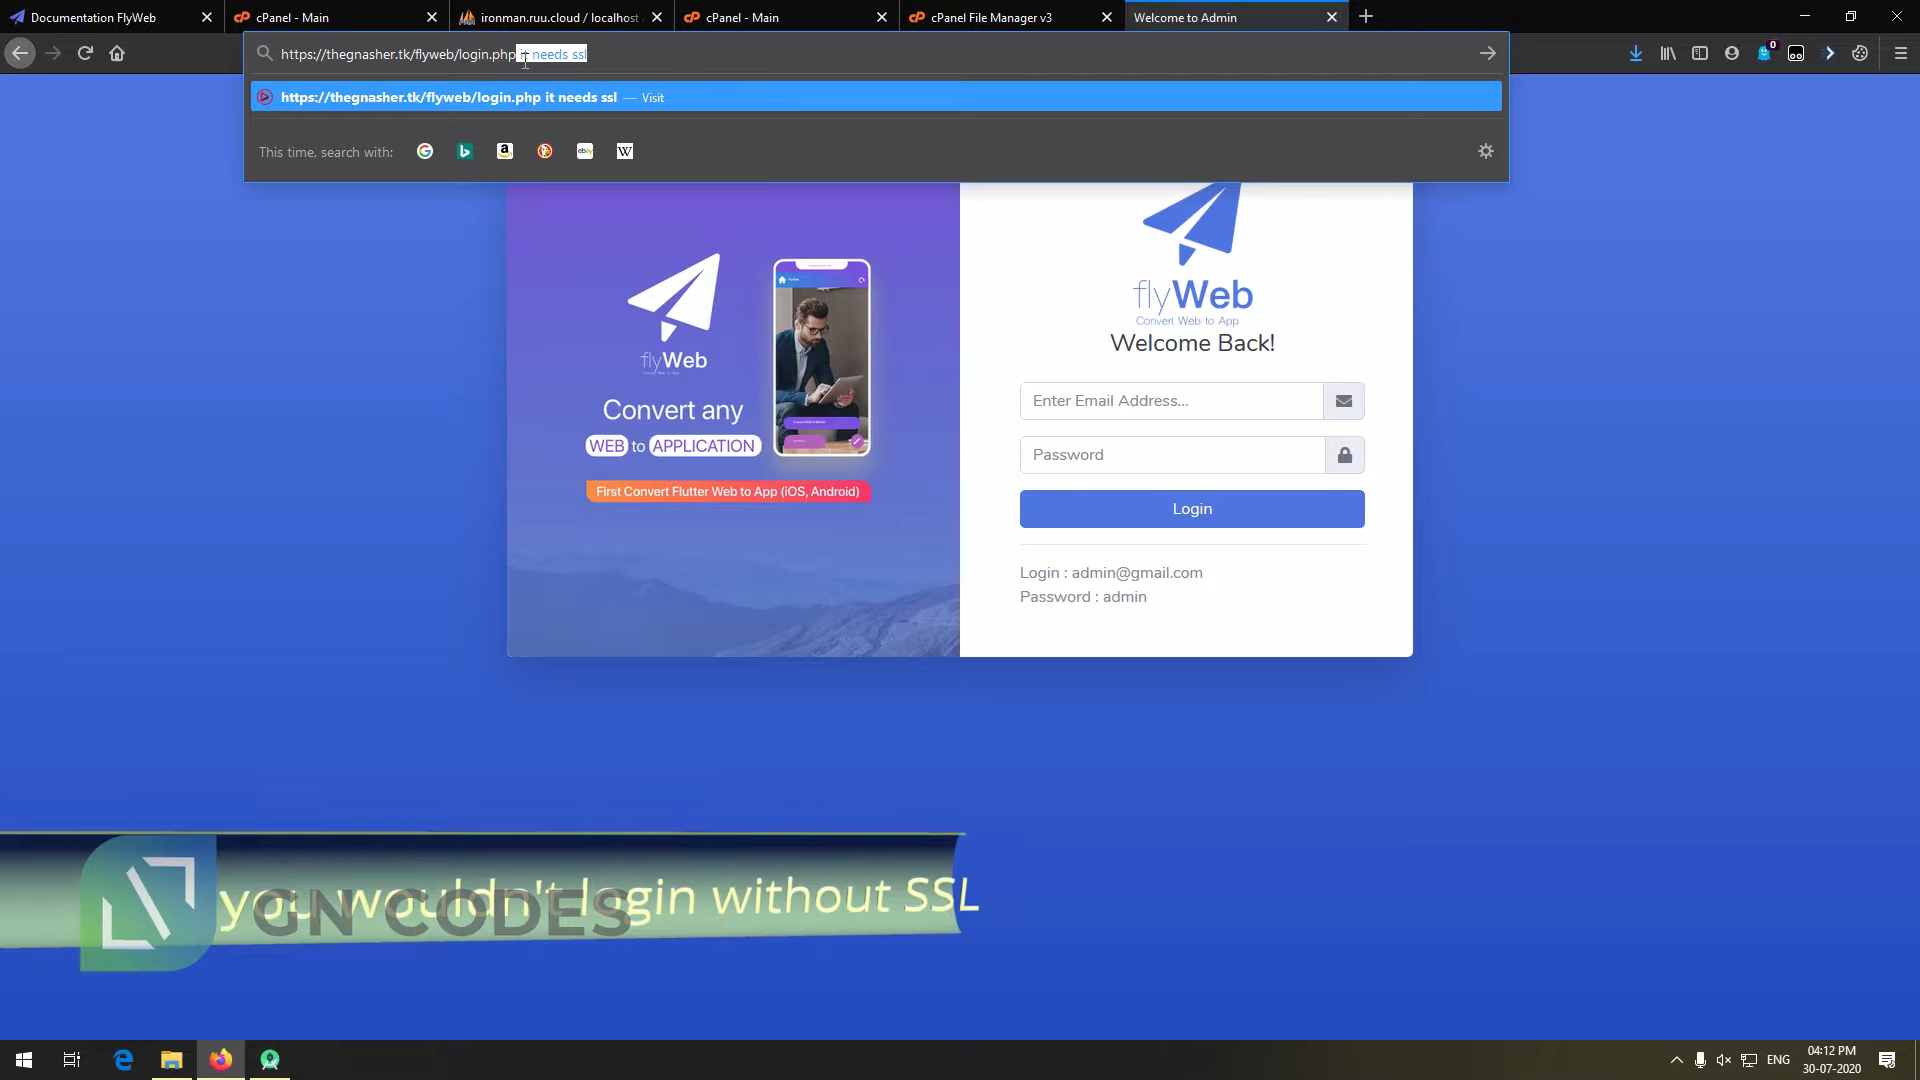 Documentation FlyWeb
cPanel - Main
ironman.ruu.cloud / localhost
cPanel - Main
cPanel File Manager v3
Welcome to Admin
https://thegnasher.tk/flyweb/login.php it needs ssl
https://thegnasher.tk/flyweb/login.php it needs ssl — Visit
This time, search with:
ebay
W
0
flyWeb
Convert any
WEB to APPLICATION
First Convert Flutter Web to App (iOS, Android)
flyWeb
Convert Web to App
Welcome Back!
Enter Email Address...
Password
Login
Login : admin@gmail.com
Password : admin
you wouldn't login without SSL
GN CODES
ENG
04:12 PM
30-07-2020